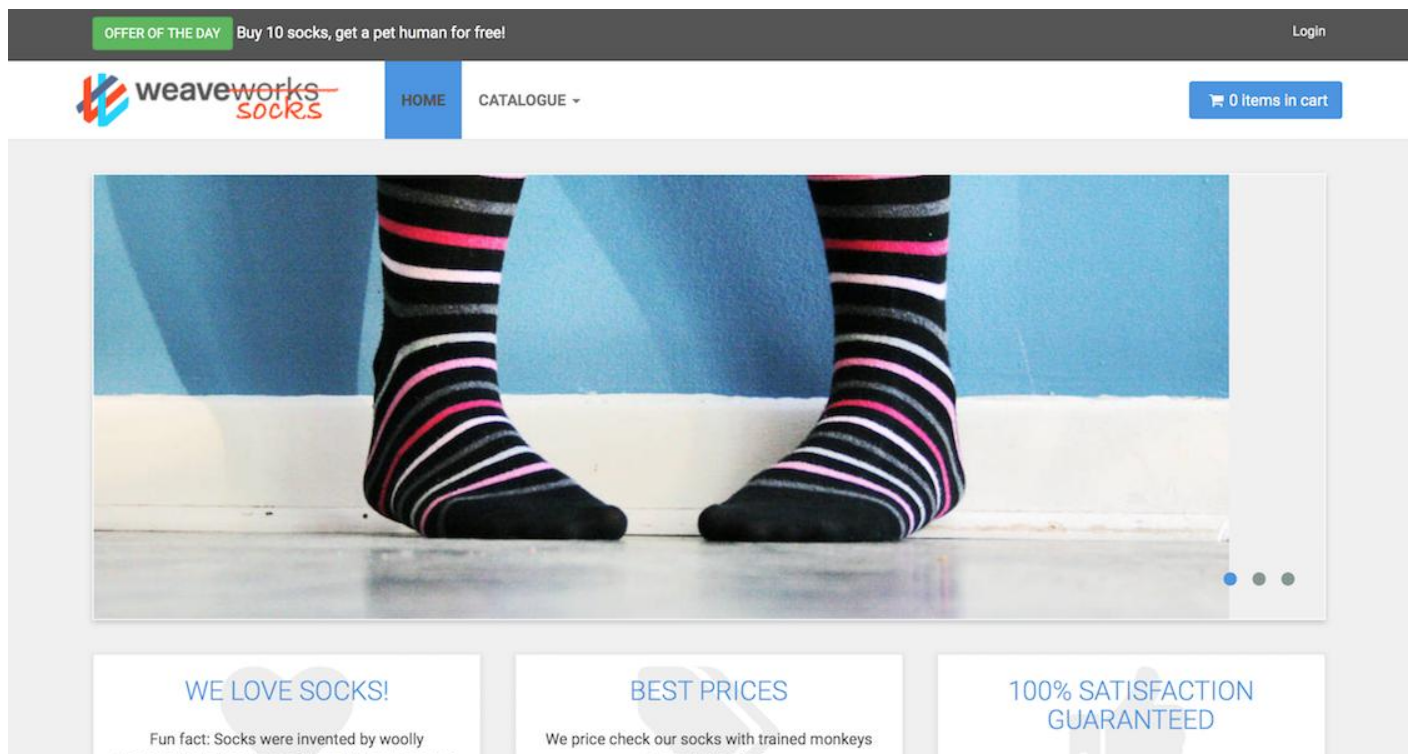 OFFER OF THE DAY Buy 10 socks, get a pet human for free!
Login
weaveworks
socks
HOME
CATALOGUE
0 items in cart
WE LOVE SOCKS!
Fun fact: Socks were invented by woolly
BEST PRICES
We price check our socks with trained monkeys
100% SATISFACTION
GUARANTEED